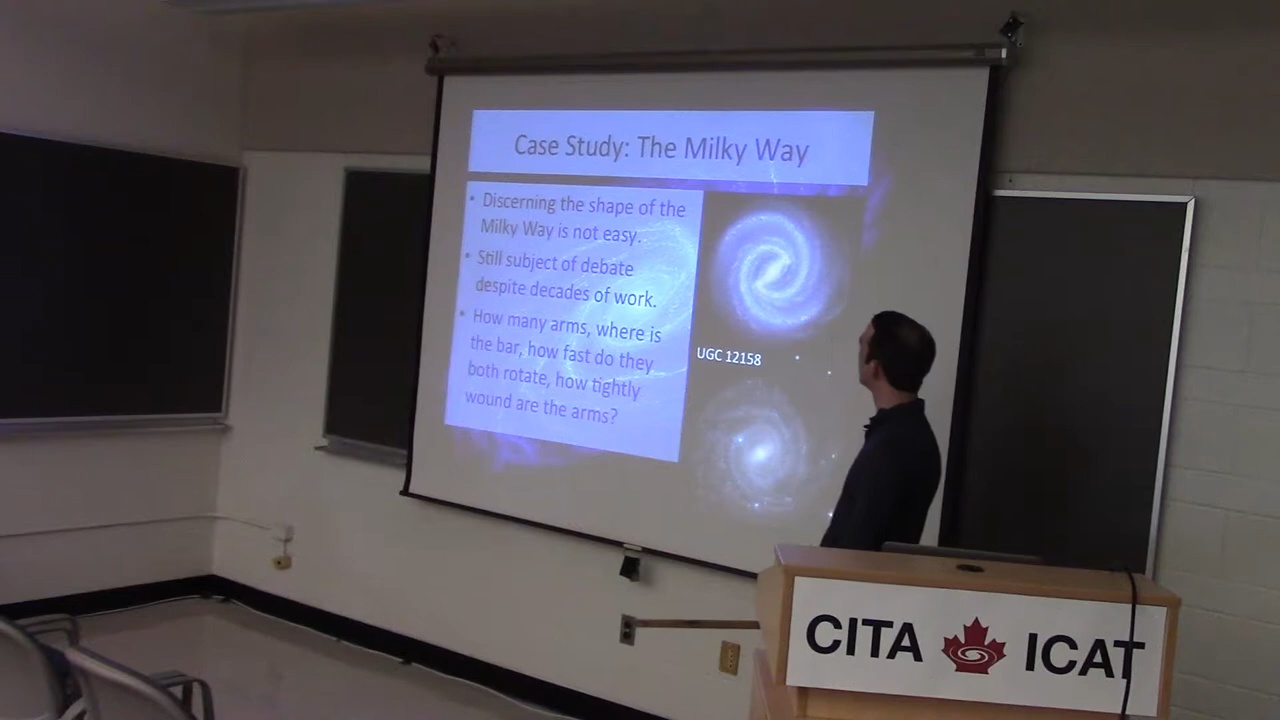 Case Study: The Milky Way
• Discerning the shape of the
Milky Way is not easy.
• Still subject of debate
despite decades of work.
• How many arms, where is
the bar, how fast do they
both rotate, how tightly
wound are the arms?
UGC 12158
CITA ICAT